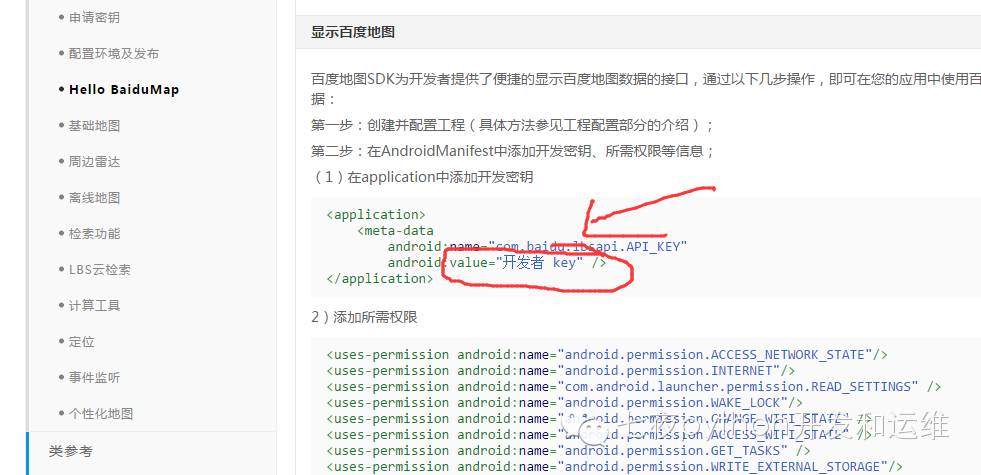 申请密钥
配置环境及发布
Hello BaiduMap
基础地图
周边雷达
离线地图
检索功能
LBS云检索
计算工具
定位
事件监听
个性化地图
类参考
显示百度地图
百度地图SDK为开发者提供了便捷的显示百度地图数据的接口，通过以下几步操作，即可在您的应用中使用百
据：
第一步：创建并配置工程（具体方法参见工程配置部分的介绍）；
第二步：在AndroidManifest中添加开发密钥、所需权限等信息；
（1）在application中添加开发密钥
<application>
<meta-data
android:name="com.baidu.lbsapi.API_KEY"
android:value="开发者 key" />
</application>
2）添加所需权限
<uses-permission android:name="android.permission.ACCESS_NETWORK_STATE"/>
<uses-permission android:name="android.permission.INTERNET"/>
<uses-permission android:name="com.android.launcher.permission.READ_SETTINGS" />
<uses-permission android:name="android.permission.WAKE_LOCK"/>
<uses-permission android:name="android.permission.CHANGE_WIFI_STATE" />
<uses-permission android:name="android.permission.ACCESS_WIFI_STATE" />
<uses-permission android:name="android.permission.GET_TASKS" />
<uses-permission android:name="android.permission.WRITE_EXTERNAL_STORAGE"/>
python开发和运维